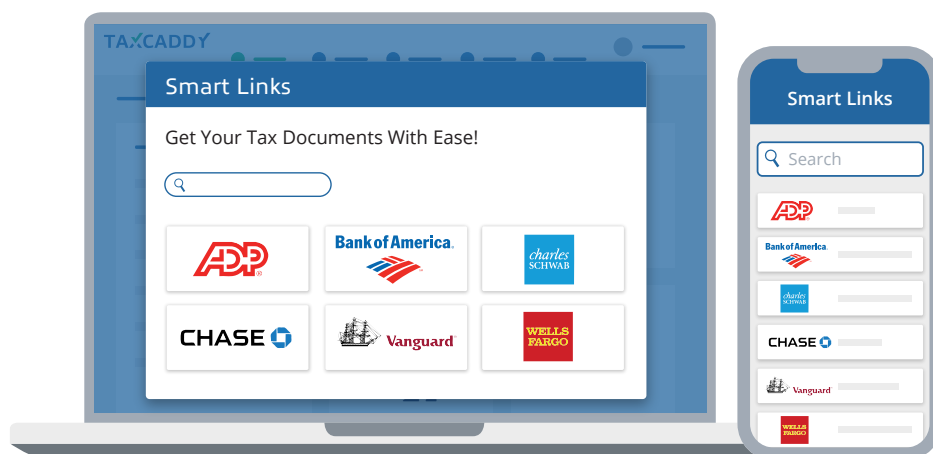 TAXCADDY
Smart Links
Get Your Tax Documents With Ease!
ADP
Bank of America
charles
SCHWAB
CHASE
Vanguard
WELLS
FARGO
Smart Links
Search
ADP
Bank of America
charles
SCHWAB
CHASE
Vanguard
WELLS
FARGO